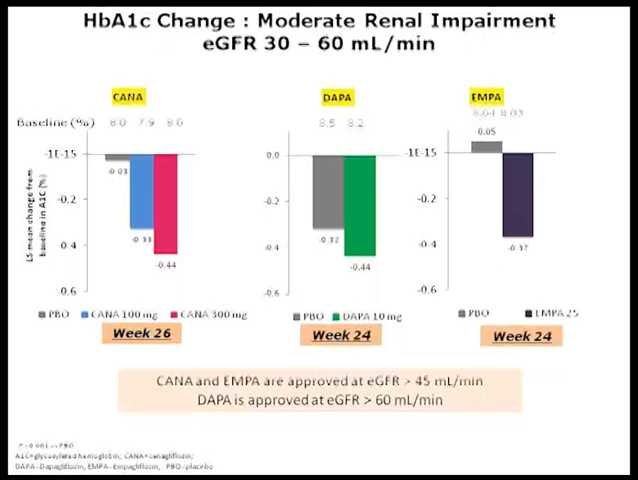 HbA1c Change : Moderate Renal Impairment
eGFR 30 – 60 mL/min
CANA
DAPA
EMPA
Baseline (%) 8.0 7.9 8.0
8.5 8.2
8.04 8.03
LS mean change from
baseline in A1C (%)
-1E-15
-0.2
-0.4
-0.6
-0.03
-0.33
-0.44
0.0
-0.2
-0.4
-0.6
-0.32
-0.44
-1E-15
-0.2
-0.4
-0.6
0.05
-0.37
PBO CANA 100 mg CANA 300 mg
PBO DAPA 10 mg
PBO EMPA 25
Week 26
Week 24
Week 24
CANA and EMPA are approved at eGFR > 45 mL/min
DAPA is approved at eGFR > 60 mL/min
vs PBO
A1C=glycosylated hemoglobin; CANA=canagliflozin;
DAPA=Dapagliflozin, EMPA=Empagliflozin, PBO=placebo